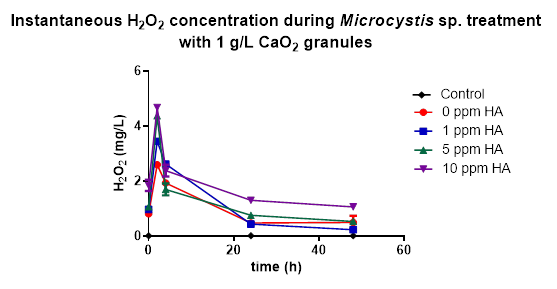 Instantaneous H₂O₂ concentration during Microcystis sp. treatment
with 1 g/L CaO₂ granules
6
4
2
0
H₂O₂ (mg/L)
0 20 40 60
time (h)
Control
0 ppm HA
1 ppm HA
5 ppm HA
10 ppm HA